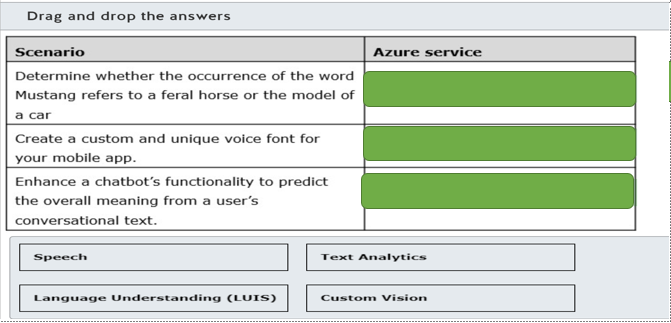 Drag and drop the answers
Scenario
Azure service
Determine whether the occurrence of the word
Mustang refers to a feral horse or the model of
a car
Create a custom and unique voice font for
your mobile app.
Enhance a chatbot’s functionality to predict
the overall meaning from a user’s
conversational text.
Speech
Text Analytics
Language Understanding (LUIS)
Custom Vision